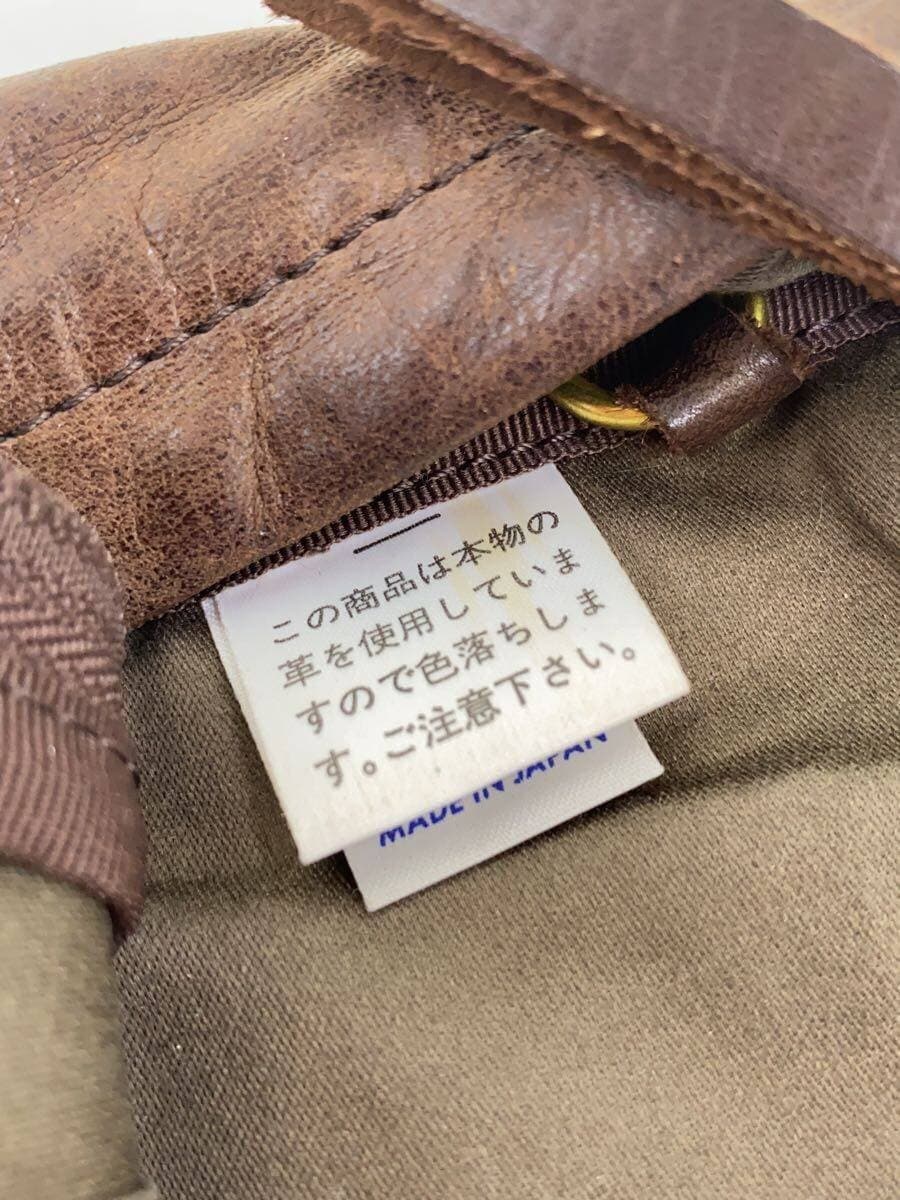 この商品は本物の
革を使用していま
すので色落ちしま
す。ご注意下さい。
MADE IN JAPAN